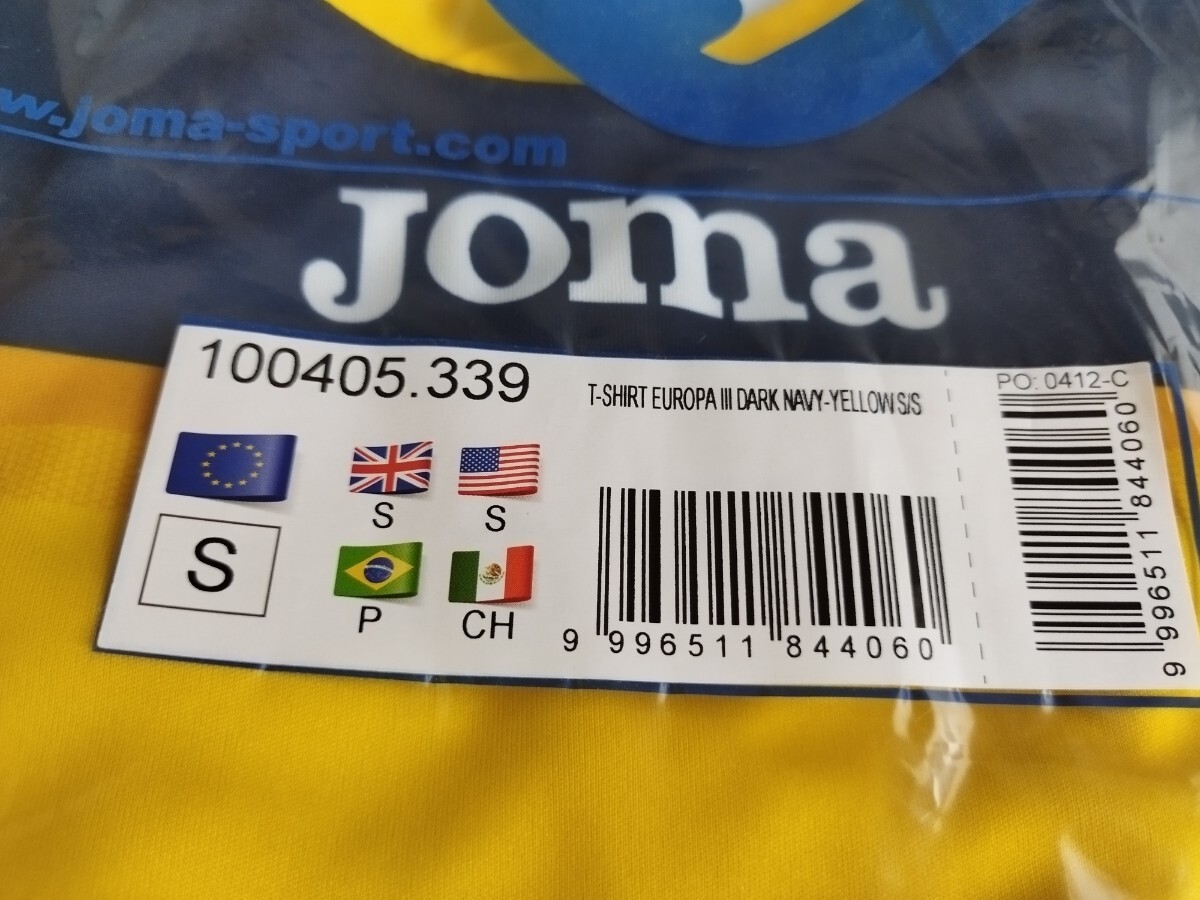 w.joma-sport.com
Joma
100405.339
T-SHIRT EUROPA III DARK NAVY-YELLOW S/S
PO: 0412-C
S
S
S
P
CH
9 996511 844060
9 996511 844060